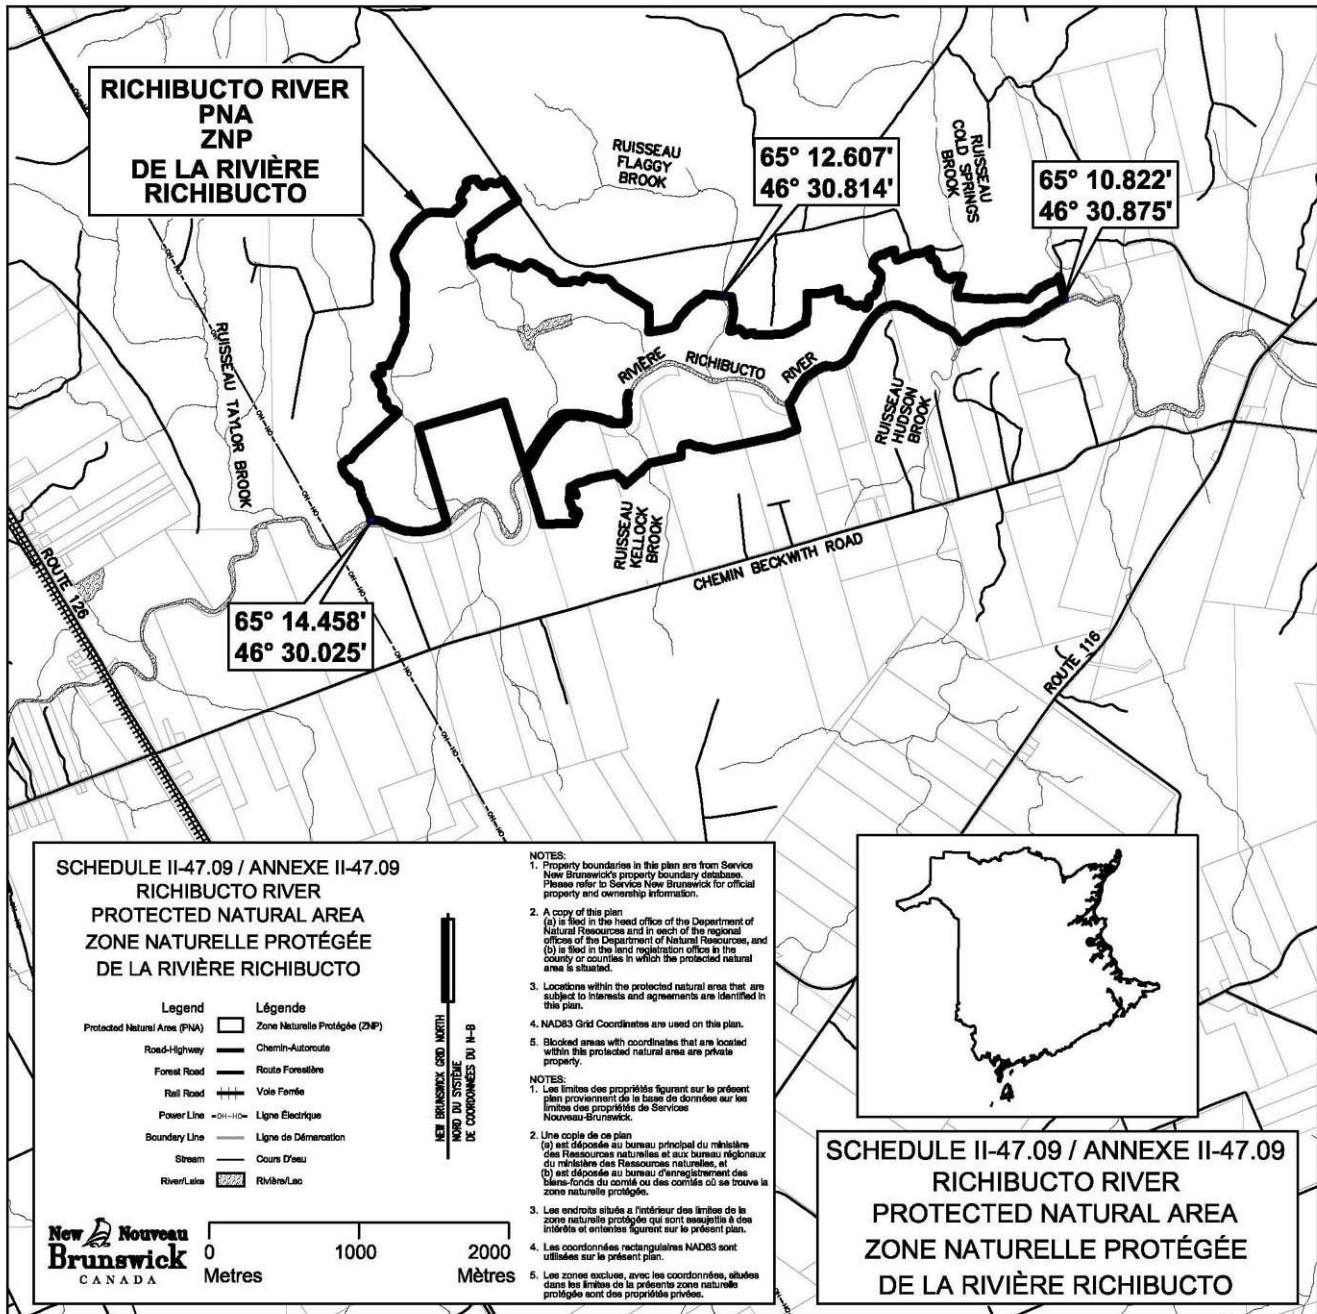 RICHIBUCTO RIVER
PNA
ZNP
DE LA RIVIÈRE
RICHIBUCTO
RUISSEAU
FLAGGY
BROOK
65° 12.607'
46° 30.814'
RUISSEAU
COLD SPRINGS
BROOK
65° 10.822'
46° 30.875'
RUISSEAU TAYLOR BROOK
RIVIÈRE
RICHIBUCTO
RIVER
RUISSEAU
HUDSON
BROOK
RUISSEAU
KELLOCK
BROOK
CHEMIN BECKWITH ROAD
ROUTE 126
65° 14.458'
46° 30.025'
ROUTE 116
SCHEDULE II-47.09 / ANNEXE II-47.09
RICHIBUCTO RIVER
PROTECTED NATURAL AREA
ZONE NATURELLE PROTÉGÉE
DE LA RIVIÈRE RICHIBUCTO
Legend Légende
Protected Natural Area (PNA) Zone Naturelle Protégée (ZNP)
Road-Highway Chemin-Autoroute
Forest Road Route Forestière
Rail Road Voie Ferrée
Power Line -OH-HO- Ligne Électrique
Boundary Line Ligne de Démarcation
Stream Cours D'eau
River/Lake Rivière/Lac
NEW BRUNSWICK GRID NORTH
NORD DU SYSTÈME
DE COORDONNÉES DU N-B
New Nouveau
Brunswick
CANADA
0 1000 2000
Metres Mètres
NOTES:
1. Property boundaries in this plan are from Service
New Brunswick's property boundary database.
Please refer to Service New Brunswick for official
property and ownership information.
2. A copy of this plan
(a) is filed in the head office of the Department of
Natural Resources and in each of the regional
offices of the Department of Natural Resources, and
(b) is filed in the land registration office in the
county or counties in which the protected natural
area is situated.
3. Locations within the protected natural area that are
subject to interests and agreements are identified in
this plan.
4. NAD83 Grid Coordinates are used on this plan.
5. Blocked areas with coordinates that are located
within this protected natural area are private
property.
NOTES:
1. Les limites des propriétés figurant sur le présent
plan proviennent de la base de données sur les
limites des propriétés de Services
Nouveau-Brunswick.
2. Une copie de ce plan
(a) est déposée au bureau principal du ministère
des Ressources naturelles et aux bureau régionaux
du ministère des Ressources naturelles, et
(b) est déposée au bureau d'enregistrement des
biens-fonds du comté ou des comtés où se trouve la
zone naturelle protégée.
3. Les endroits situés a l'intérieur des limites de la
zone naturelle protégée qui sont assujettis à des
intérêts et ententes figurent sur le présent plan.
4. Les coordonnées rectangulaires NAD83 sont
utilisées sur le présent plan.
5. Les zones exclues, avec les coordonnées, situées
dans les limites de la présente zone naturelle
protégée sont des propriétés privées.
SCHEDULE II-47.09 / ANNEXE II-47.09
RICHIBUCTO RIVER
PROTECTED NATURAL AREA
ZONE NATURELLE PROTÉGÉE
DE LA RIVIÈRE RICHIBUCTO